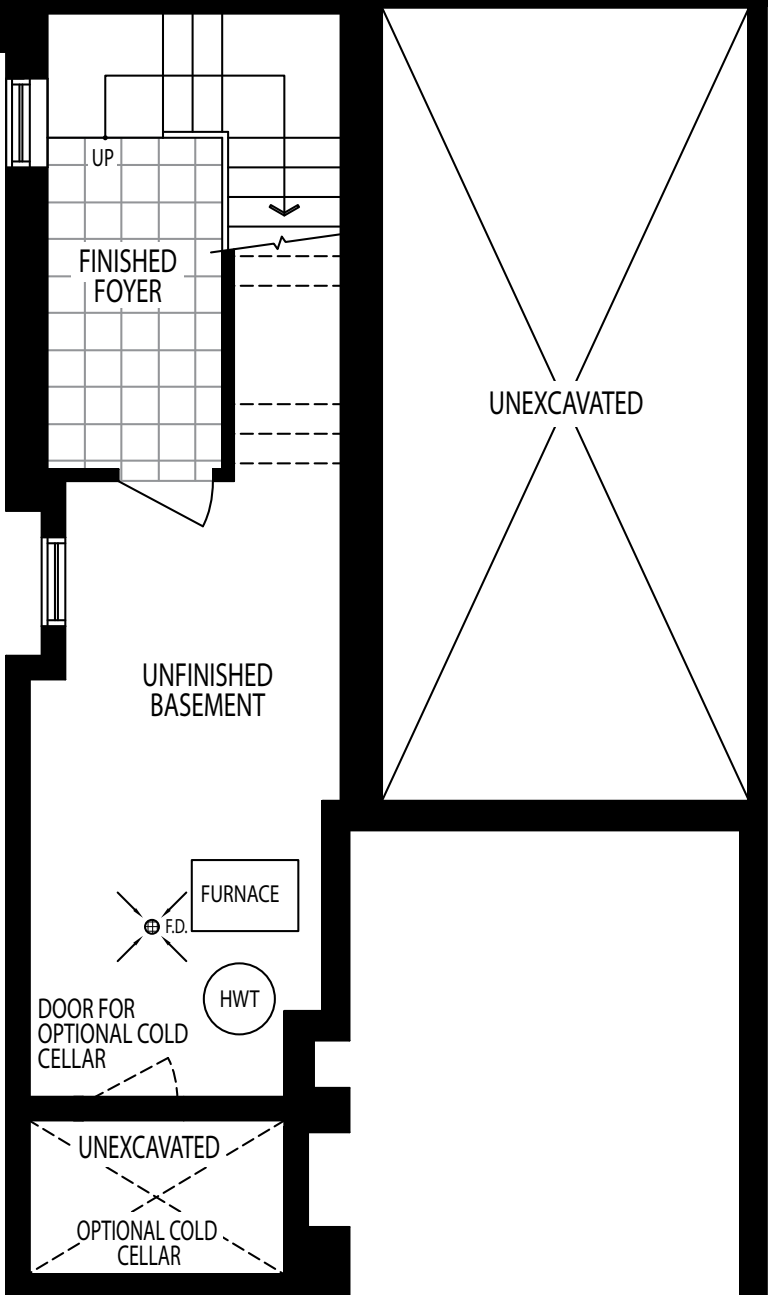 UP
FINISHED
FOYER
UNEXCAVATED
UNFINISHED
BASEMENT
FURNACE
F.D.
HWT
DOOR FOR
OPTIONAL COLD
CELLAR
UNEXCAVATED
OPTIONAL COLD
CELLAR